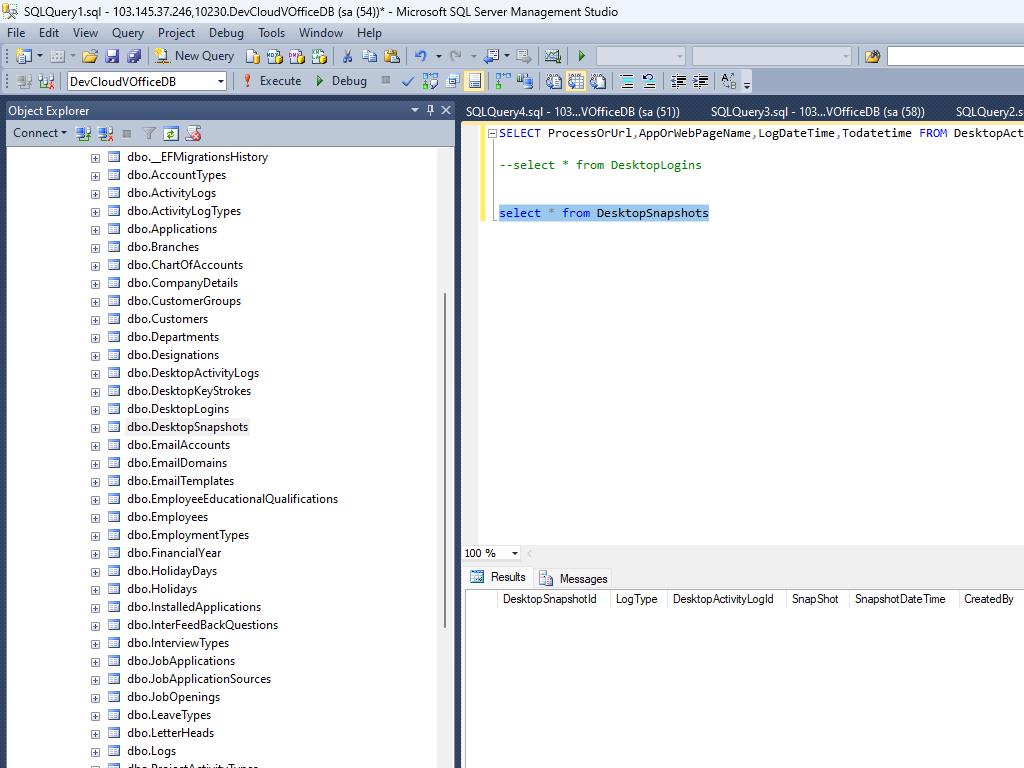 SQLQuery1.sql - 103.145.37.246,10230.DevCloudVOfficeDB (sa (54))* - Microsoft SQL Server Management Studio
File Edit View Query Project Debug Tools Window Help
New Query
DevCloudVOfficeDB Execute Debug
Object Explorer
Connect
dbo.__EFMigrationsHistory
dbo.AccountTypes
dbo.ActivityLogs
dbo.ActivityLogTypes
dbo.Applications
dbo.Branches
dbo.ChartOfAccounts
dbo.CompanyDetails
dbo.CustomerGroups
dbo.Customers
dbo.Departments
dbo.Designations
dbo.DesktopActivityLogs
dbo.DesktopKeyStrokes
dbo.DesktopLogins
dbo.DesktopSnapshots
dbo.EmailAccounts
dbo.EmailDomains
dbo.EmailTemplates
dbo.EmployeeEducationalQualifications
dbo.Employees
dbo.EmploymentTypes
dbo.FinancialYear
dbo.HolidayDays
dbo.Holidays
dbo.InstalledApplications
dbo.InterFeedBackQuestions
dbo.InterviewTypes
dbo.JobApplications
dbo.JobApplicationSources
dbo.JobOpenings
dbo.LeaveTypes
dbo.LetterHeads
dbo.Logs
dbo.ProjectActivityTypes
SQLQuery4.sql - 103...VOfficeDB (sa (51)) SQLQuery3.sql - 103...VOfficeDB (sa (58)) SQLQuery2.s
SELECT ProcessOrUrl,AppOrWebPageName,LogDateTime,Todatetime FROM DesktopAct
--select * from DesktopLogins
select * from DesktopSnapshots
100 %
Results Messages
DesktopSnapshotId LogType DesktopActivityLogId SnapShot SnapshotDateTime CreatedBy